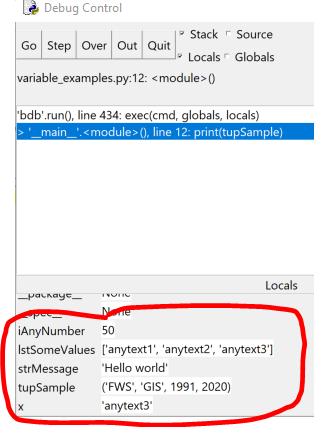 Debug Control
Go Step Over Out Quit Stack Source
Locals Globals
variable_examples.py:12: <module>()
'bdb'.run(), line 434: exec(cmd, globals, locals)
> '__main__'.<module>(), line 12: print(tupSample)
Locals
__package__ None
__spec__ None
iAnyNumber 50
lstSomeValues ['anytext1', 'anytext2', 'anytext3']
strMessage 'Hello world'
tupSample ('FWS', 'GIS', 1991, 2020)
x 'anytext3'